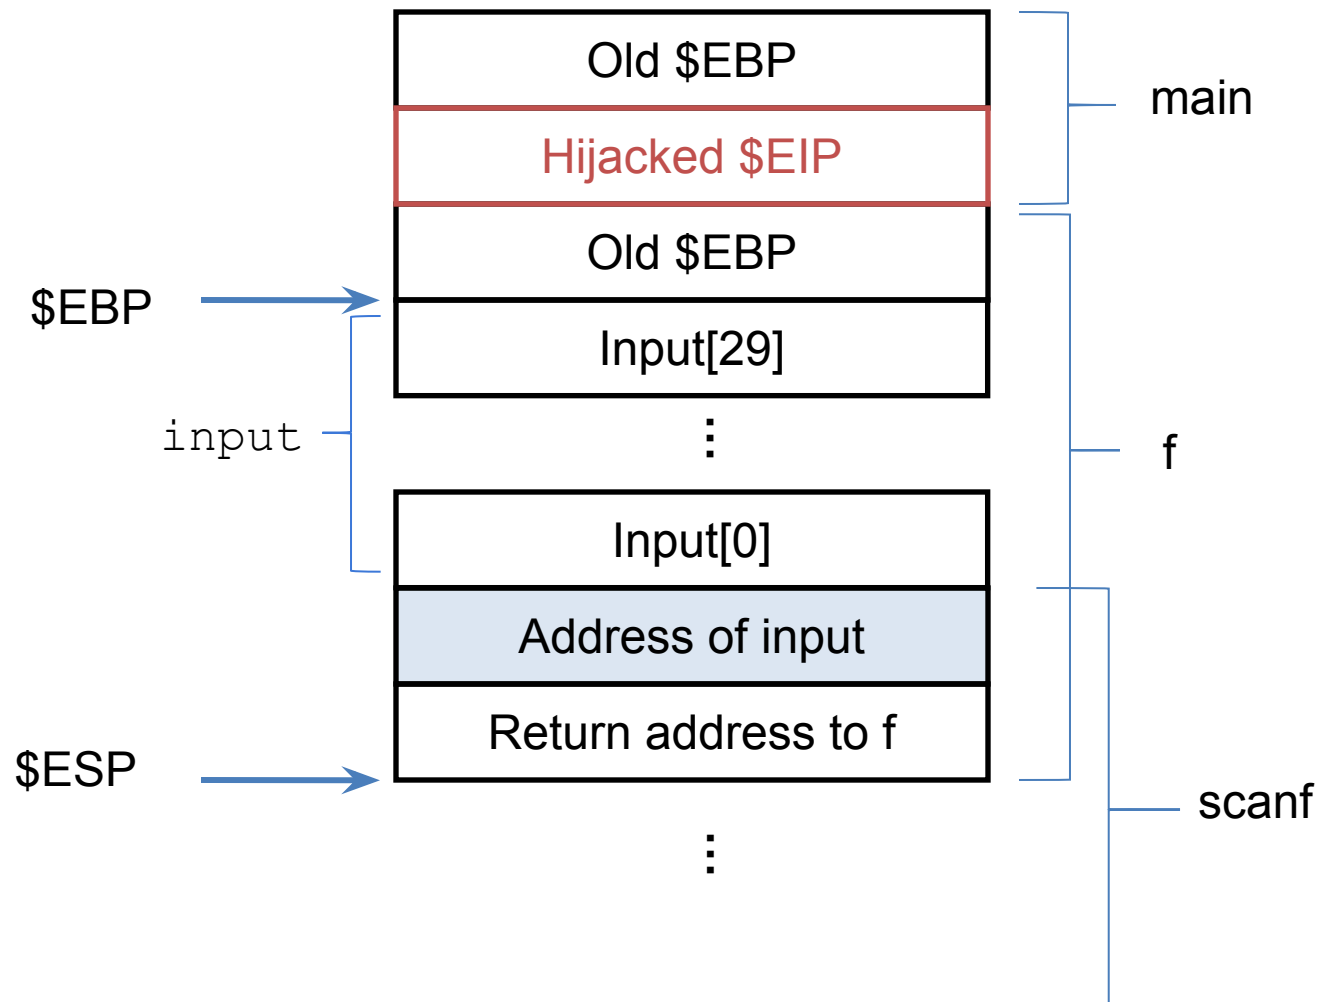 Old $EBP
main
Hijacked $EIP
Old $EBP
$EBP
Input[29]
input
⋮
f
Input[0]
Address of input
Return address to f
$ESP
scanf
⋮